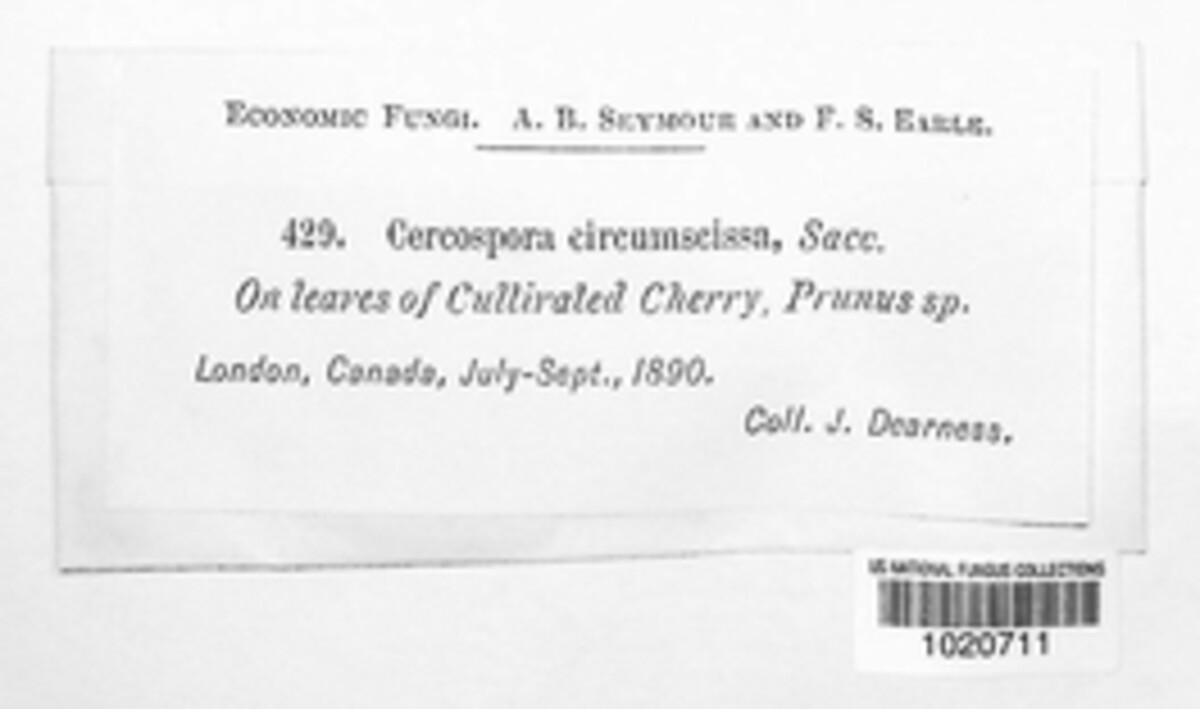 ECONOMIC FUNGI. A. B. SEYMOUR AND F. S. EARLE.
429. Cercospora circumscissa, Sacc.
On leaves of Cultivated Cherry, Prunus sp.
London, Canada, July-Sept., 1890.
Coll. J. Dearness.
US NATIONAL FUNGUS COLLECTIONS
1020711